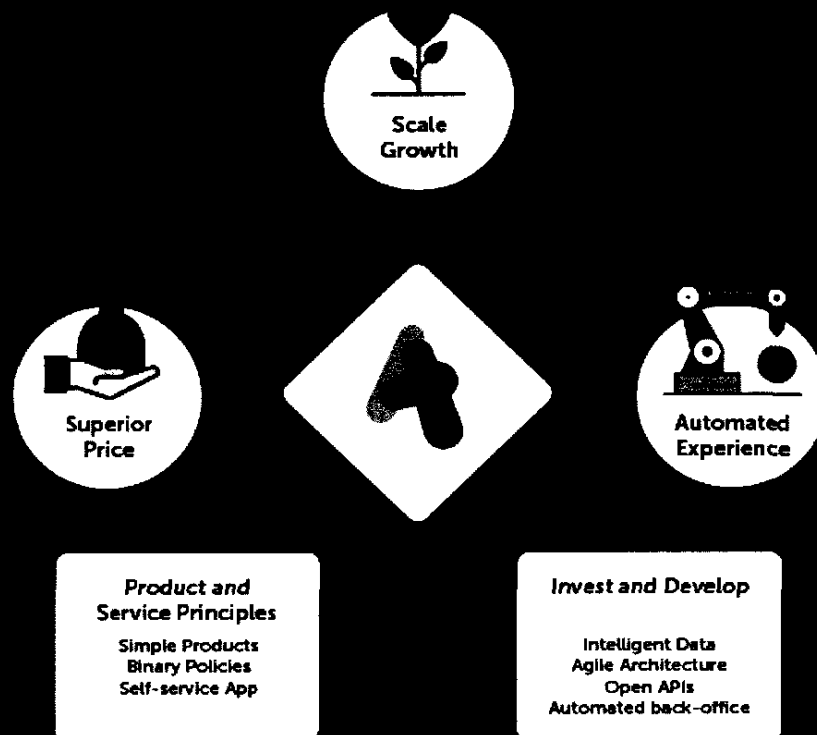 Scale
Growth
Superior
Price
Automated
Experience
Product and
Service Principles
Simple Products
Binary Policies
Self-service App
Invest and Develop
Intelligent Data
Agile Architecture
Open APIs
Automated back-office